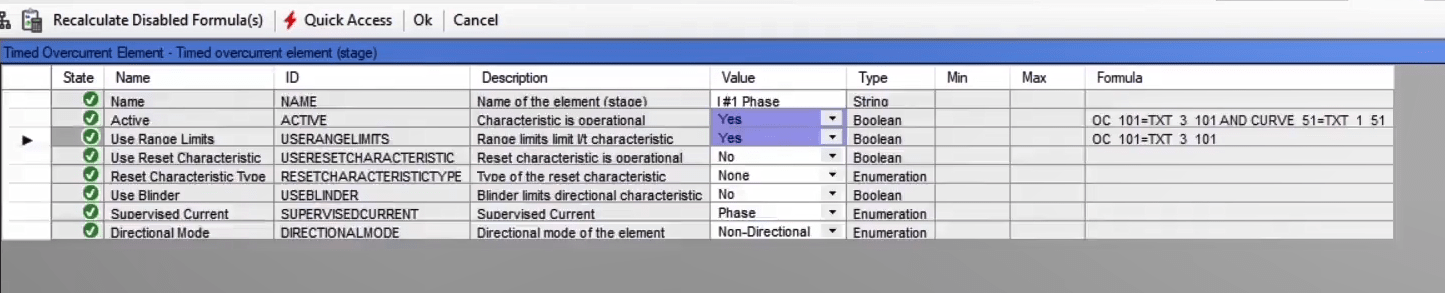 Recalculate Disabled Formula(s) Quick Access Ok Cancel
Timed Overcurrent Element - Timed overcurrent element (stage)
State Name ID Description Value Type Min Max Formula
Name NAME Name of the element (stage) I #1 Phase String
Active ACTIVE Characteristic is operational Yes Boolean OC_101=TXT_3_101 AND CURVE_51=TXT_1_51
Use Range Limits USERANGELIMITS Range limits limit I/t characteristic Yes Boolean OC_101=TXT_3_101
Use Reset Characteristic USERESETCHARACTERISTIC Reset characteristic is operational No Boolean
Reset Characteristic Type RESETCHARACTERISTICTYPE Type of the reset characteristic None Enumeration
Use Blinder USEBLINDER Blinder limits directional characteristic No Boolean
Supervised Current SUPERVISEDCURRENT Supervised Current Phase Enumeration
Directional Mode DIRECTIONALMODE Directional mode of the element Non-Directional Enumeration